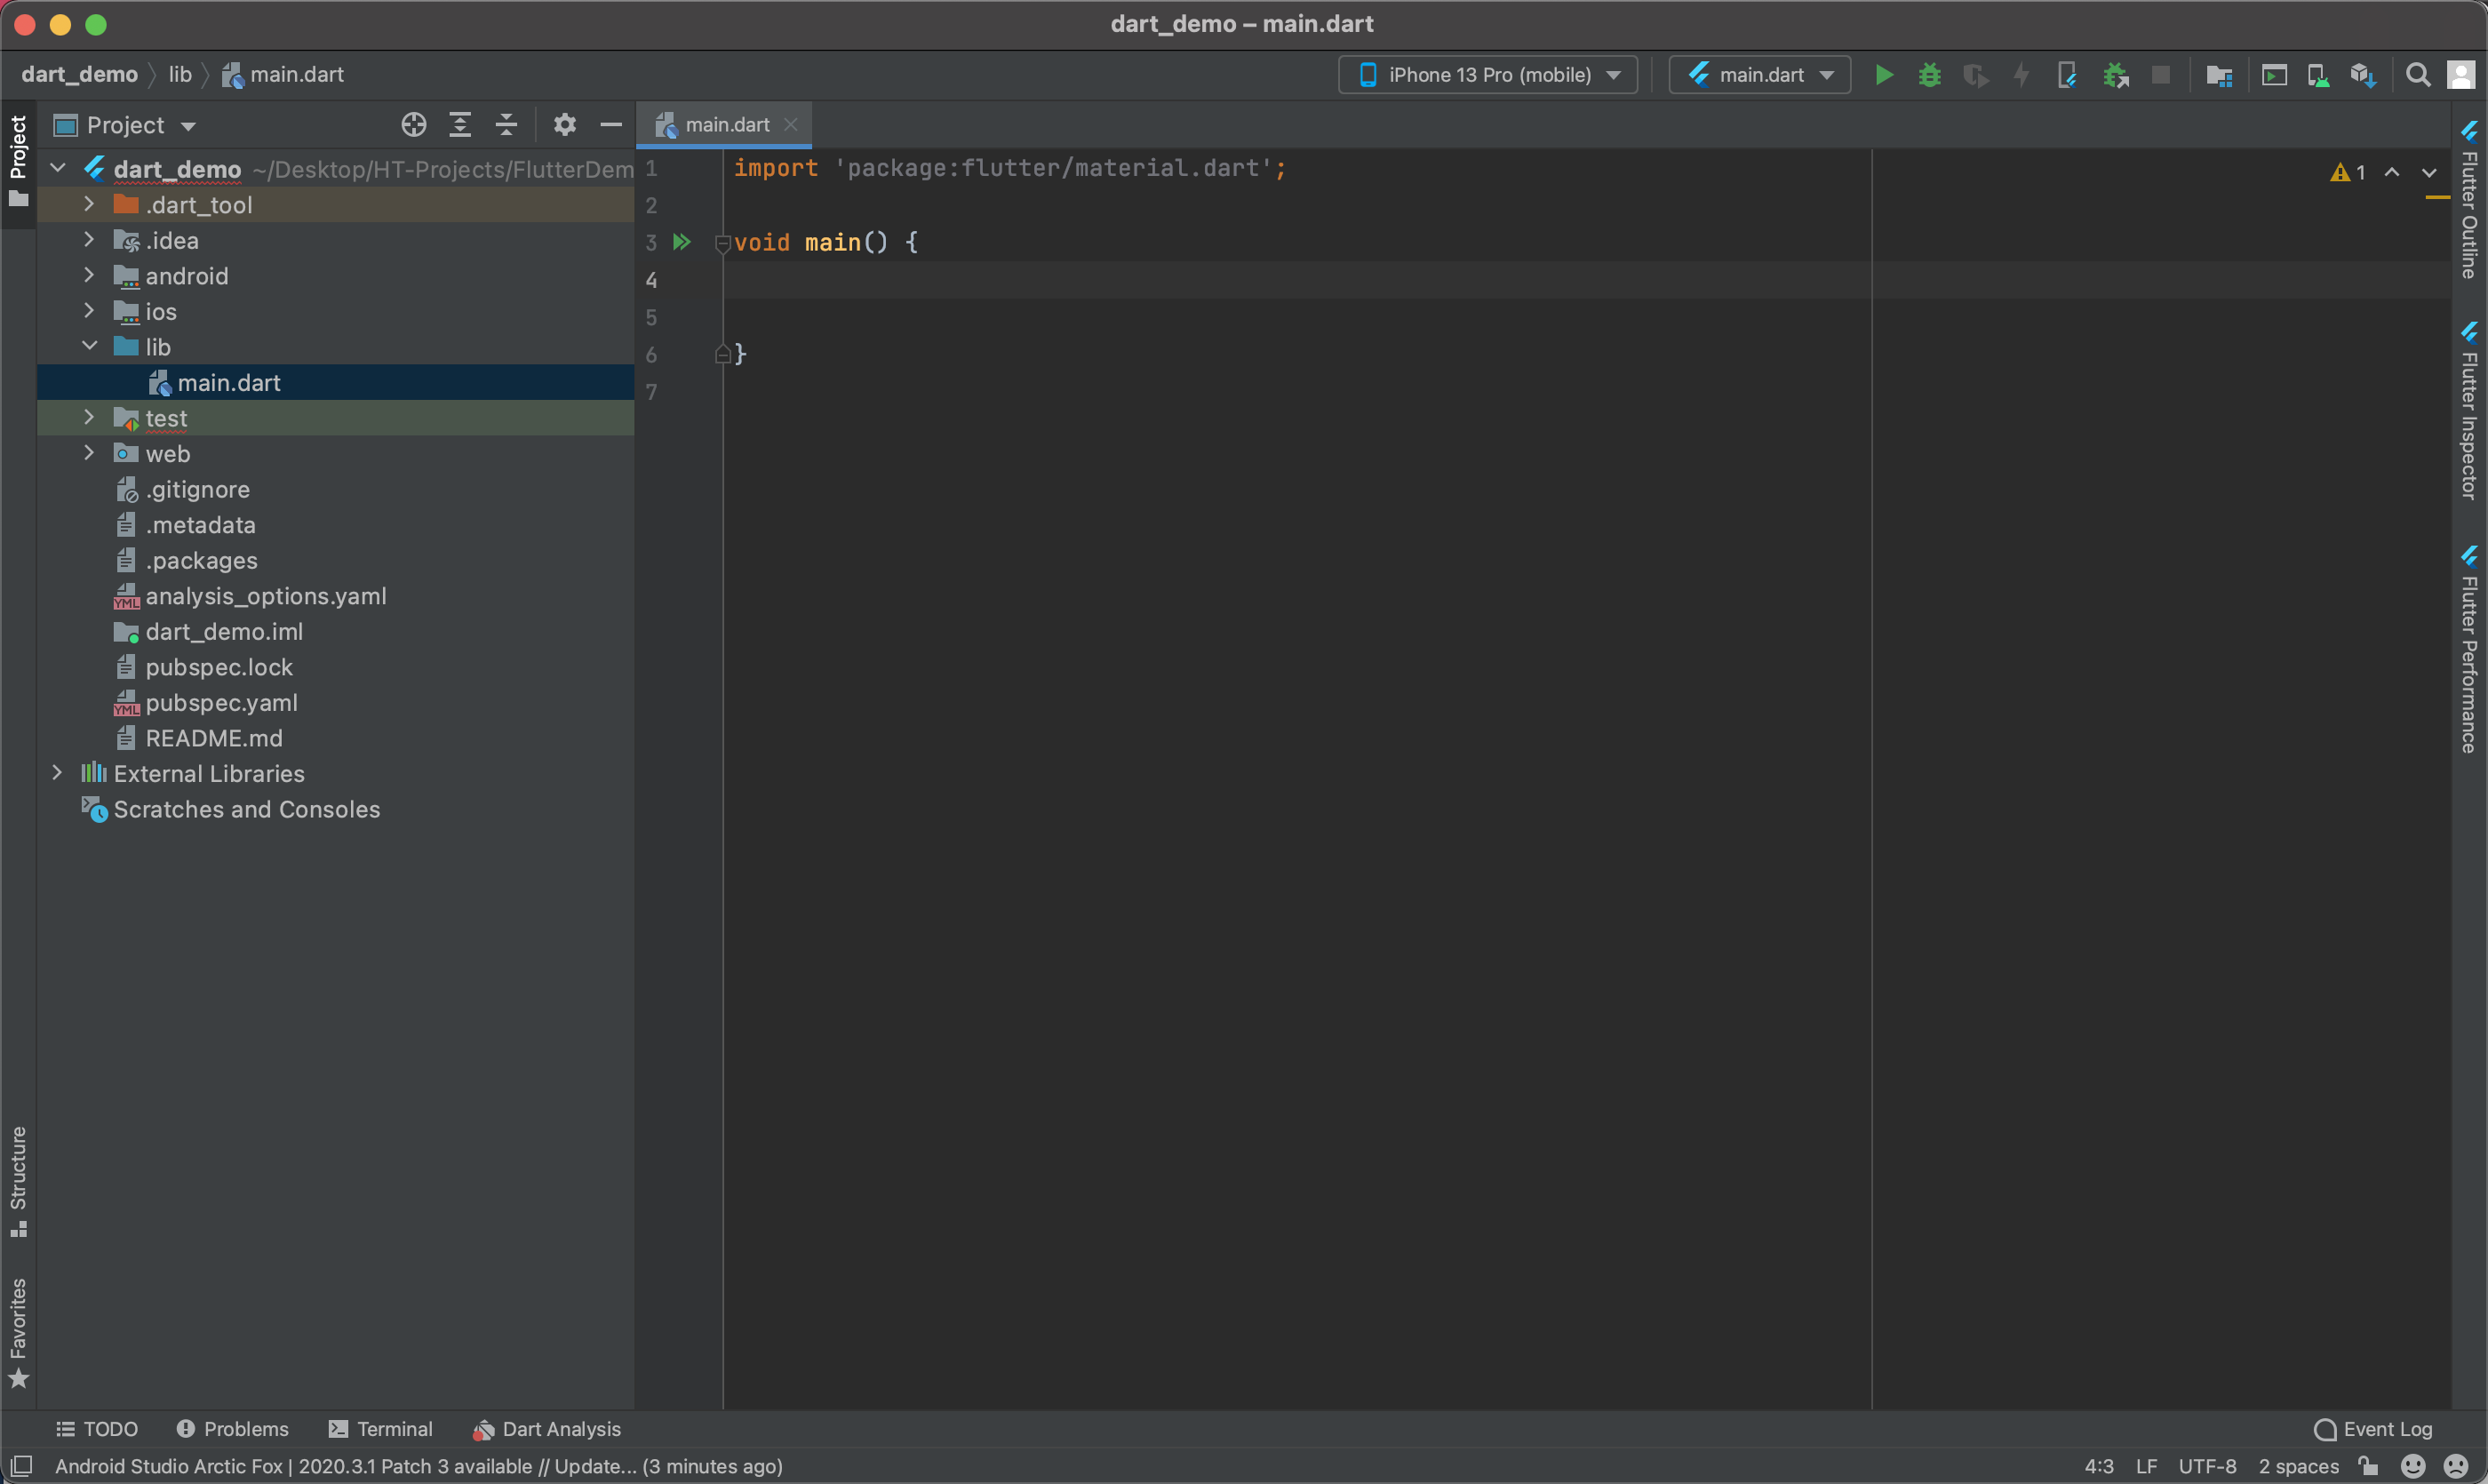 dart_demo – main.dart
dart_demo lib main.dart
iPhone 13 Pro (mobile) main.dart
Project
Project
main.dart
dart_demo ~/Desktop/HT-Projects/FlutterDem
.dart_tool
.idea
android
ios
lib
main.dart
test
web
.gitignore
.metadata
.packages
YML analysis_options.yaml
dart_demo.iml
pubspec.lock
YML pubspec.yaml
README.md
External Libraries
Scratches and Consoles
Structure
Favorites
1 import 'package:flutter/material.dart';
2
3 void main() {
4
5
6 }
7
1
Flutter Outline
Flutter Inspector
Flutter Performance
TODO Problems Terminal Dart Analysis Event Log
Android Studio Arctic Fox | 2020.3.1 Patch 3 available // Update... (3 minutes ago) 4:3 LF UTF-8 2 spaces